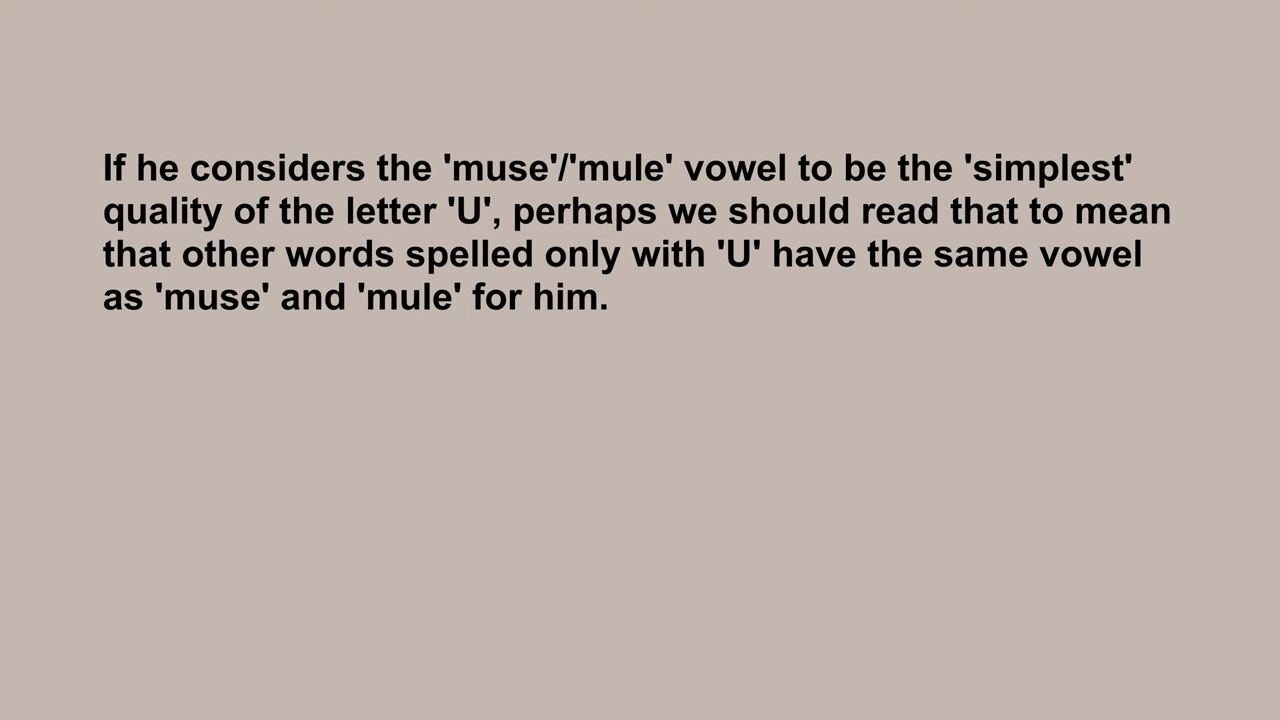 If he considers the 'muse'/'mule' vowel to be the 'simplest'
quality of the letter 'U', perhaps we should read that to mean
that other words spelled only with 'U' have the same vowel
as 'muse' and 'mule' for him.